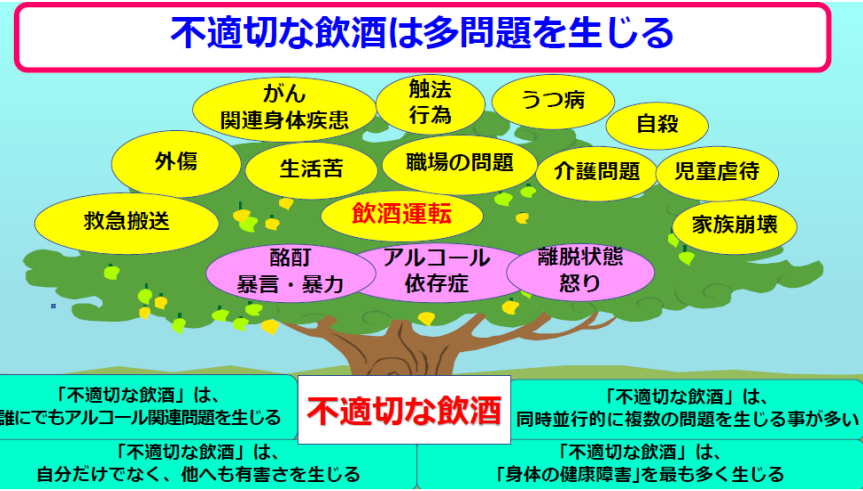 不適切な飲酒は多問題を生じる
がん
関連身体疾患
触法
行為
うつ病
自殺
外傷
生活苦
職場の問題
介護問題
児童虐待
救急搬送
飲酒運転
家族崩壊
酩酊
暴言・暴力
アルコール
依存症
離脱状態
怒り
「不適切な飲酒」は、
誰にでもアルコール関連問題を生じる
不適切な飲酒
「不適切な飲酒」は、
同時並行的に複数の問題を生じる事が多い
「不適切な飲酒」は、
自分だけでなく、他へも有害さを生じる
「不適切な飲酒」は、
「身体の健康障害」を最も多く生じる